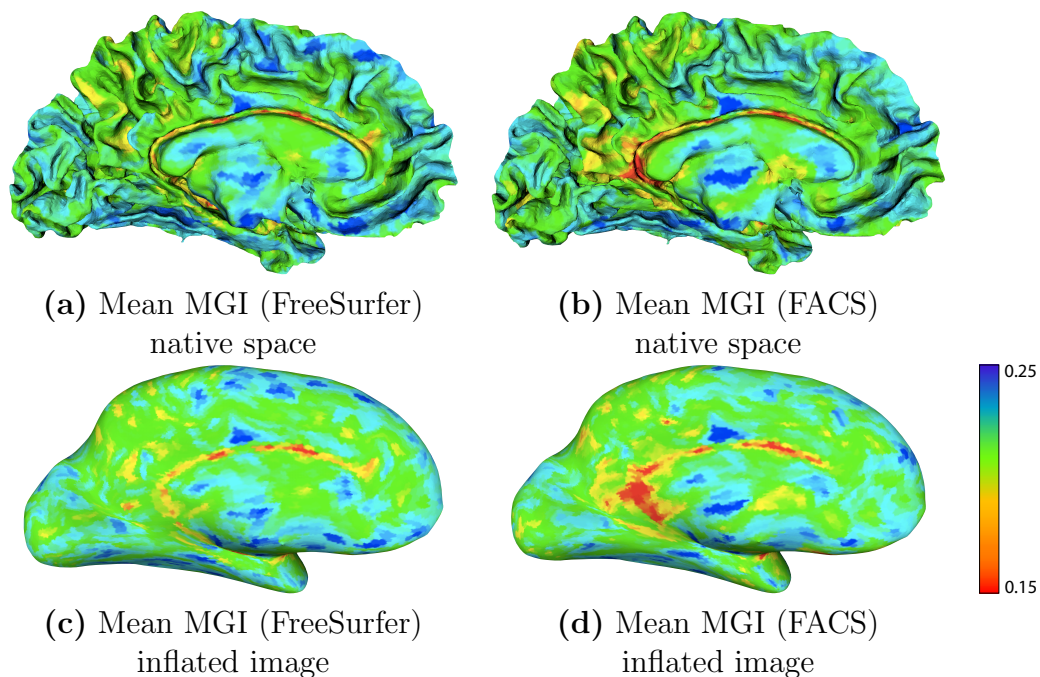 (a) Mean MGI (FreeSurfer)
native space
(b) Mean MGI (FACS)
native space
0.25
0.15
(c) Mean MGI (FreeSurfer)
inflated image
(d) Mean MGI (FACS)
inflated image